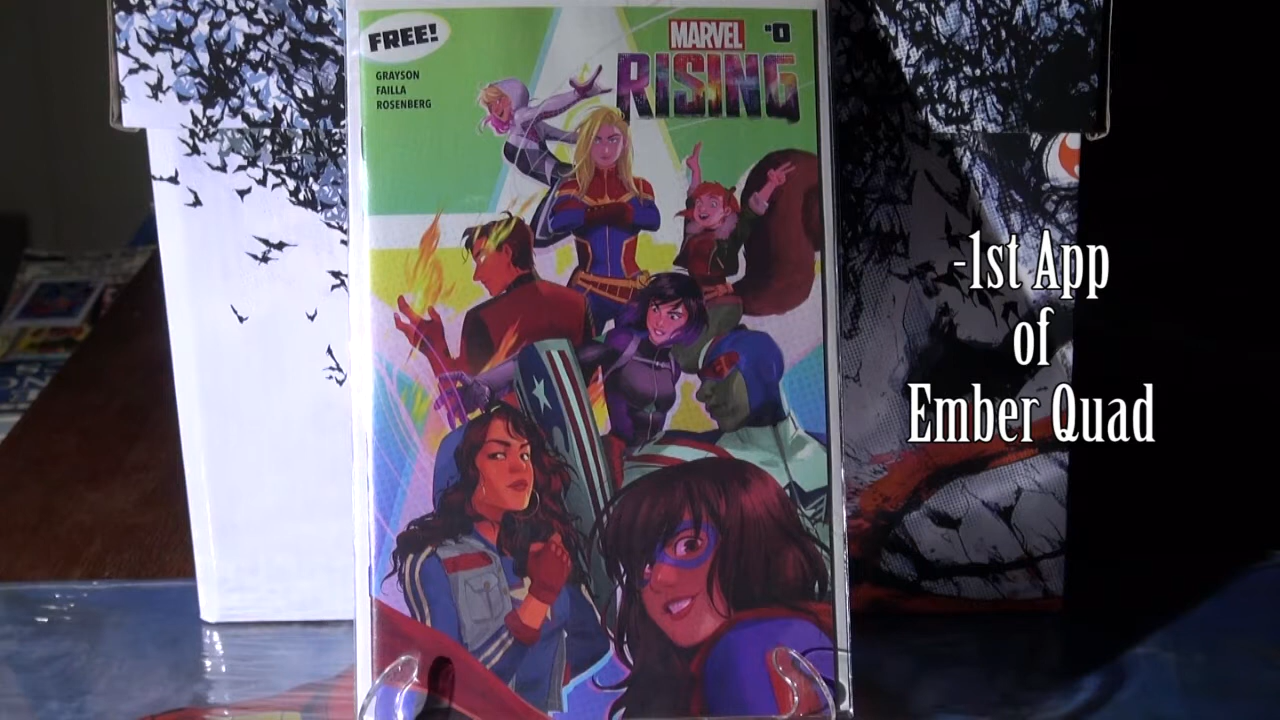 FREE!
GRAYSON
FAILLA
ROSENBERG
MARVEL #0
RISING
-1st App
of
Ember Quad